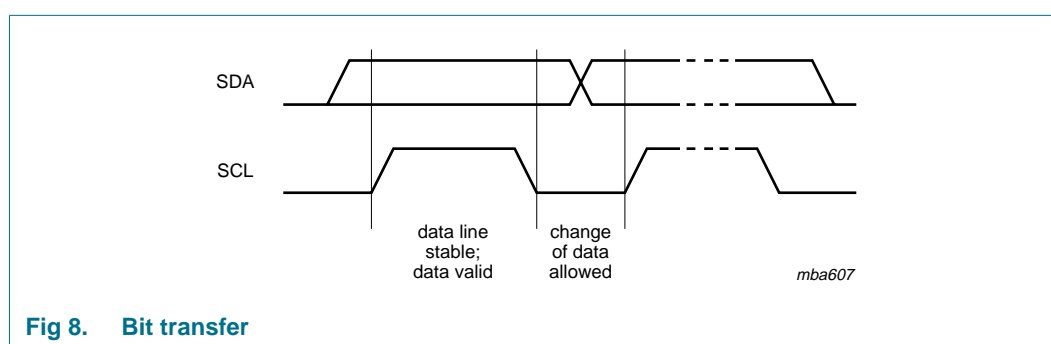 SDA
SCL
data line
stable;
data valid
change
of data
allowed
mba607
Fig 8. Bit transfer